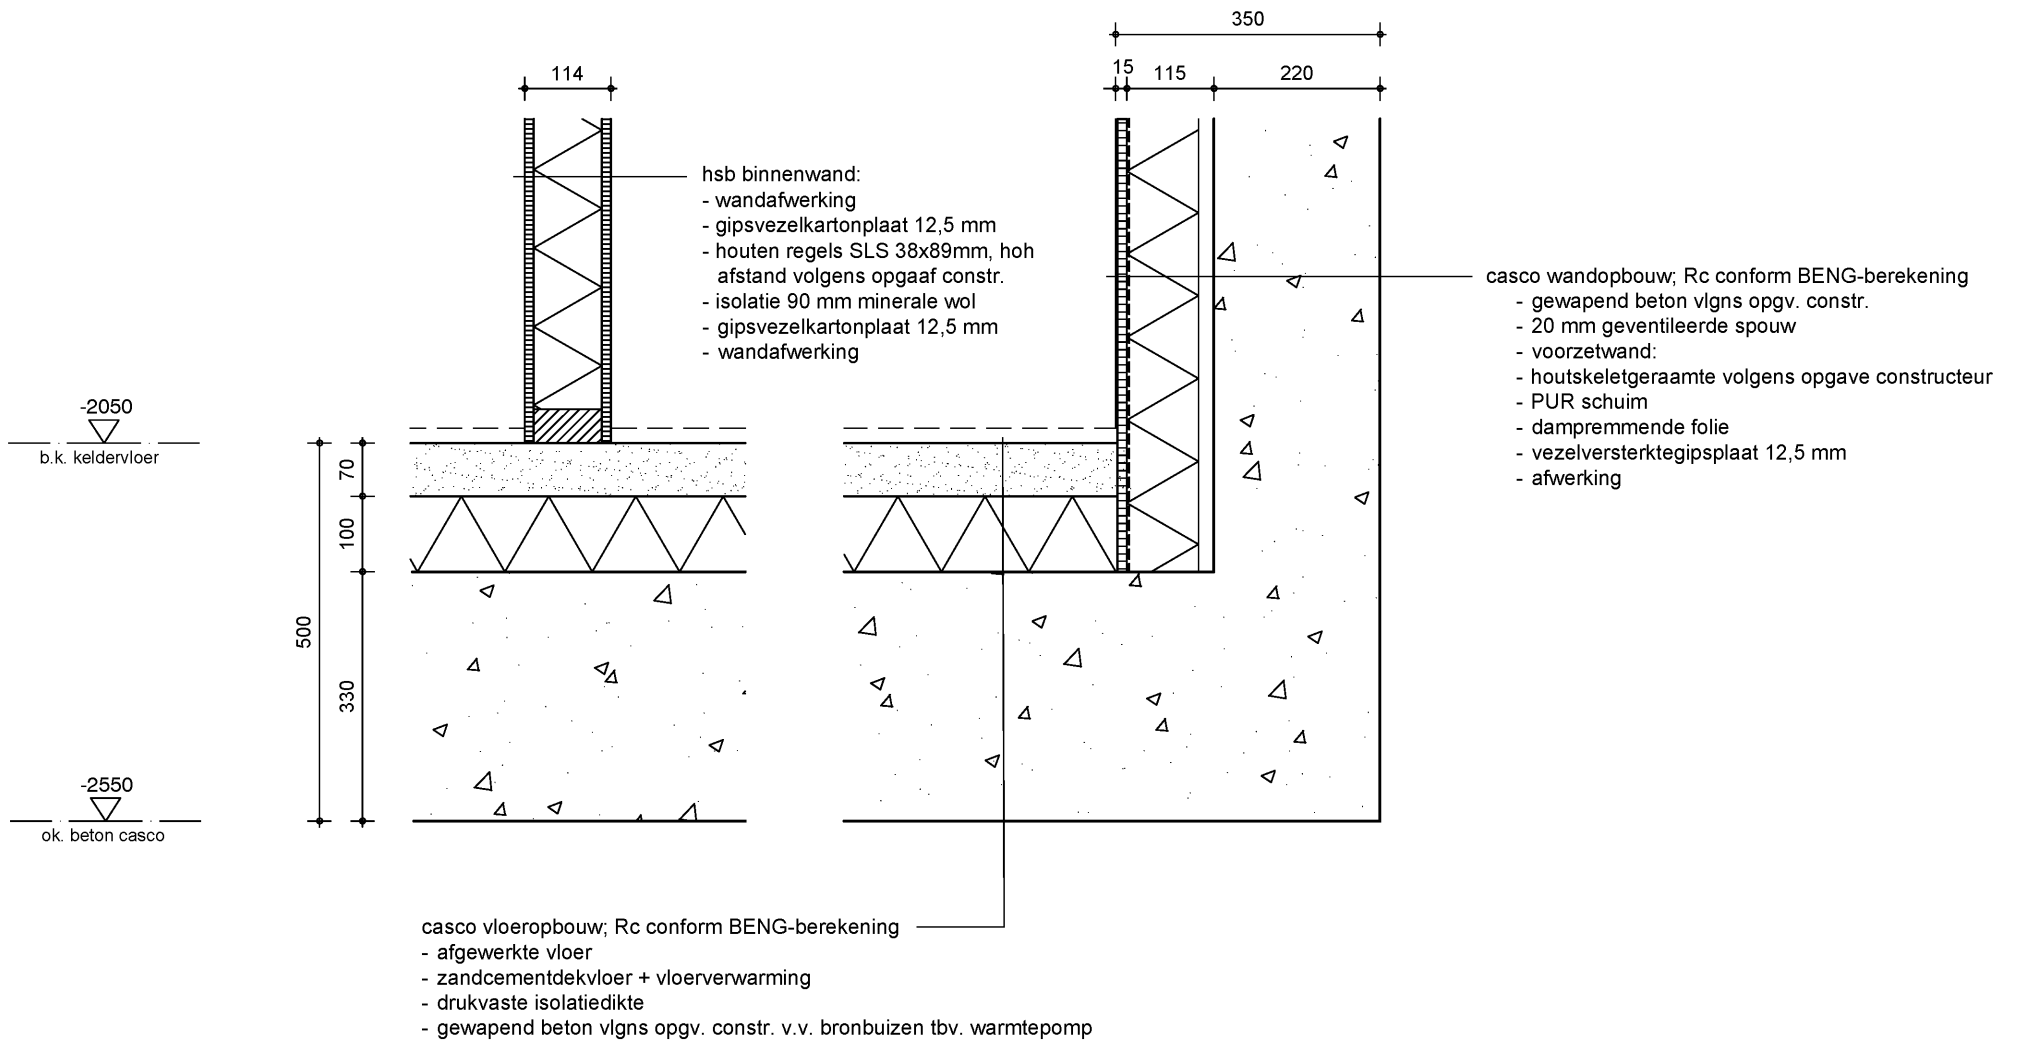 350
114
15
115
220
hsb binnenwand:
- wandafwerking
- gipsvezelkartonplaat 12,5 mm
- houten regels SLS 38x89mm, hoh
afstand volgens opgaaf constr.
- isolatie 90 mm minerale wol
- gipsvezelkartonplaat 12,5 mm
- wandafwerking
casco wandopbouw; Rc conform BENG-berekening
- gewapend beton vlgns opgv. constr.
- 20 mm geventileerde spouw
- voorzetwand:
- houtskeletgeraamte volgens opgave constructeur
- PUR schuim
- dampremmende folie
- vezelversterktegipsplaat 12,5 mm
- afwerking
-2050
b.k. keldervloer
70
100
500
330
-2550
ok. beton casco
casco vloeropbouw; Rc conform BENG-berekening
- afgewerkte vloer
- zandcementdekvloer + vloerverwarming
- drukvaste isolatiedikte
- gewapend beton vlgns opgv. constr. v.v. bronbuizen tbv. warmtepomp